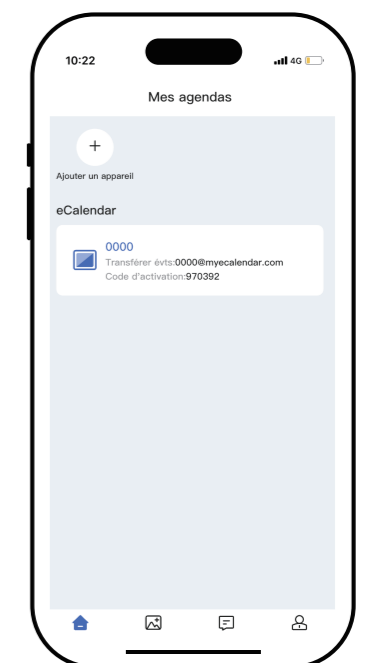 10:22
4G
Mes agendas
Ajouter un appareil
eCalendar
0000
Transférer évts:0000@myecalendar.com
Code d'activation:970392